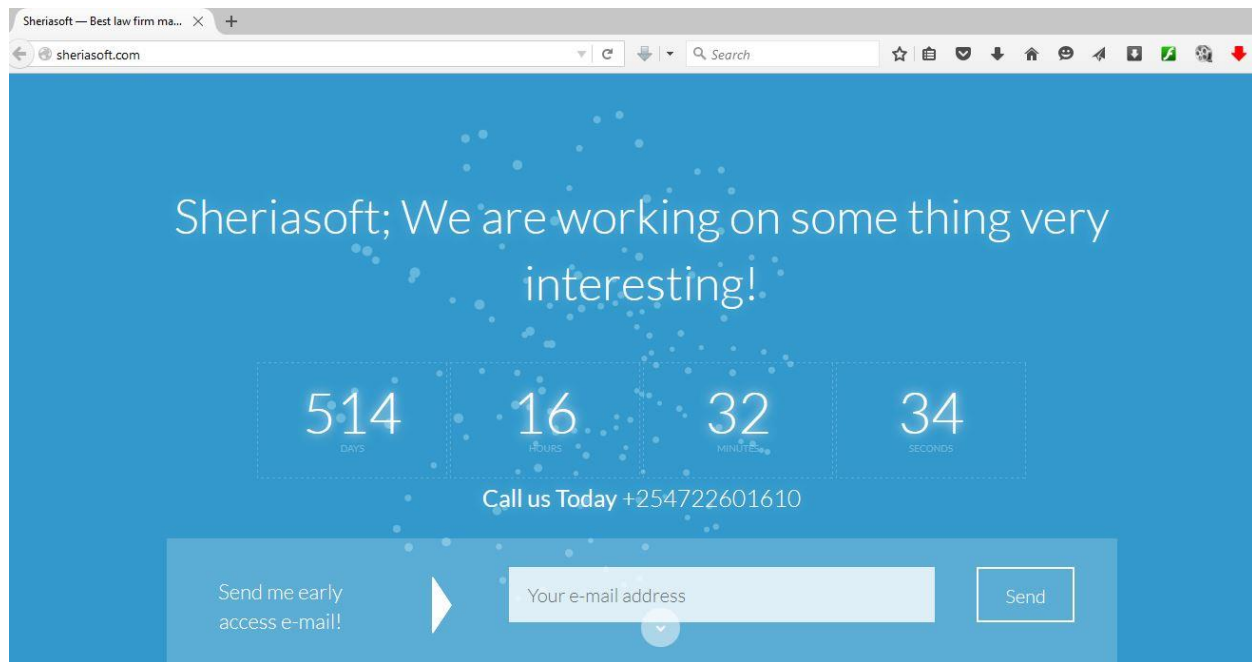 Sheriasoft — Best law firm ma...
sheriasoft.com
Search
Sheriasoft; We are working on some thing very
interesting!
514 16 32 34
DAYS HOURS MINUTES SECONDS
Call us Today +254722601610
Send me early
access e-mail!
Your e-mail address
Send